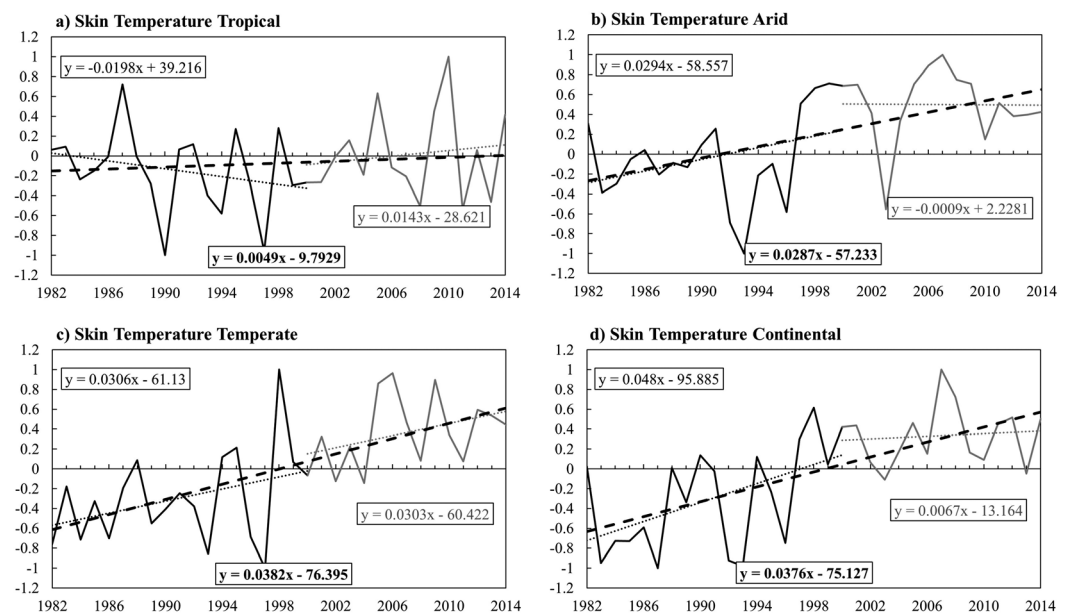 a) Skin Temperature Tropical
1.2
1
0.8
0.6
0.4
0.2
0
-0.2
-0.4
-0.6
-0.8
-1
-1.2
y = -0.0198x + 39.216
y = 0.0143x - 28.621
y = 0.0049x - 9.7929
1982 1986 1990 1994 1998 2002 2006 2010 2014
b) Skin Temperature Arid
1.2
1
0.8
0.6
0.4
0.2
0
-0.2
-0.4
-0.6
-0.8
-1
-1.2
y = 0.0294x - 58.557
y = -0.0009x + 2.2281
y = 0.0287x - 57.233
1982 1986 1990 1994 1998 2002 2006 2010 2014
c) Skin Temperature Temperate
1.2
1
0.8
0.6
0.4
0.2
0
-0.2
-0.4
-0.6
-0.8
-1
-1.2
y = 0.0306x - 61.13
y = 0.0303x - 60.422
y = 0.0382x - 76.395
1982 1986 1990 1994 1998 2002 2006 2010 2014
d) Skin Temperature Continental
1.2
1
0.8
0.6
0.4
0.2
0
-0.2
-0.4
-0.6
-0.8
-1
-1.2
y = 0.048x - 95.885
y = 0.0067x - 13.164
y = 0.0376x - 75.127
1982 1986 1990 1994 1998 2002 2006 2010 2014